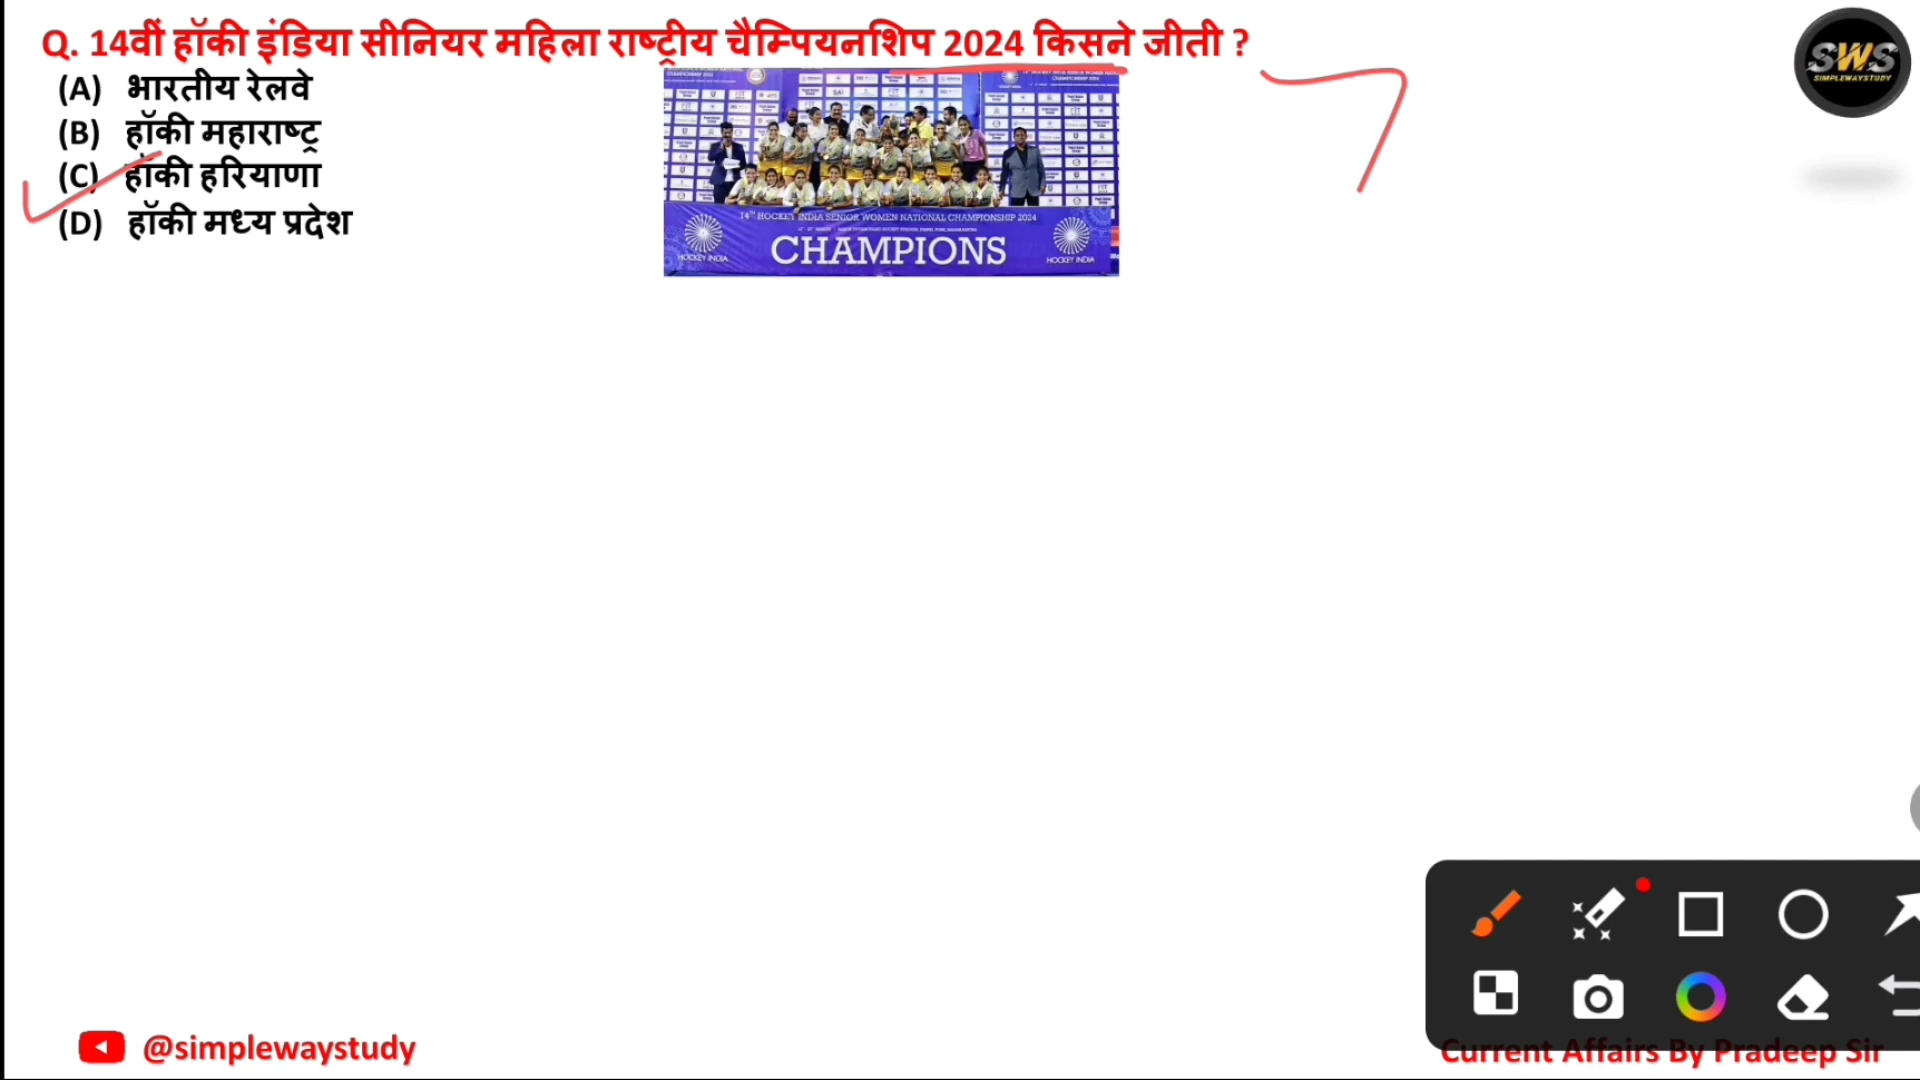 Q. 14वीं हॉकी इंडिया सीनियर महिला राष्ट्रीय चैम्पियनशिप 2024 किसने जीती ?
(A) भारतीय रेलवे
(B) हॉकी महाराष्ट्र
(C) हॉकी हरियाणा
(D) हॉकी मध्य प्रदेश
SWS
SIMPLEWAYSTUDY
14TH HOCKEY INDIA SENIOR WOMEN NATIONAL CHAMPIONSHIP 2024
CHAMPIONS
HOCKEY INDIA
HOCKEY INDIA
@simplewaystudy
Current Affairs By Pradeep Sir